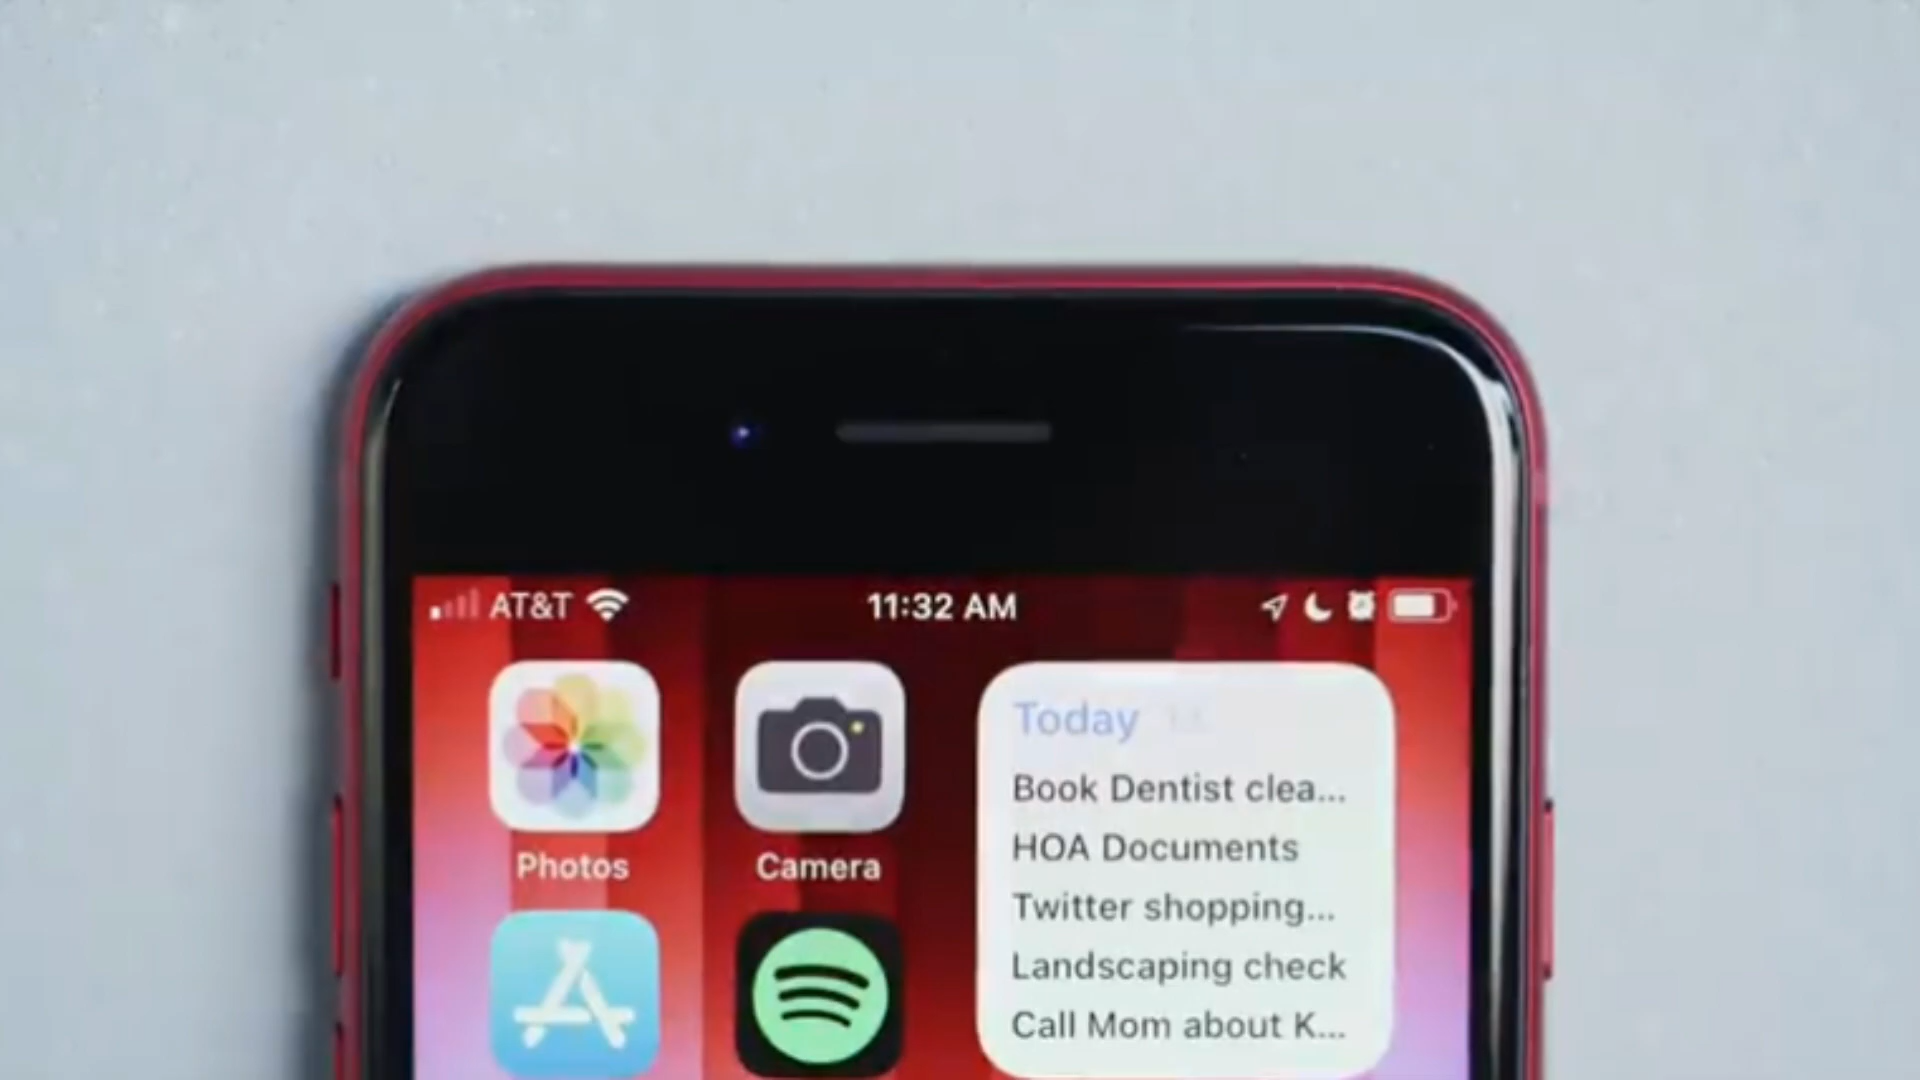 AT&T 11:32 AM
Photos
Camera
Today
Book Dentist clea...
HOA Documents
Twitter shopping...
Landscaping check
Call Mom about K...